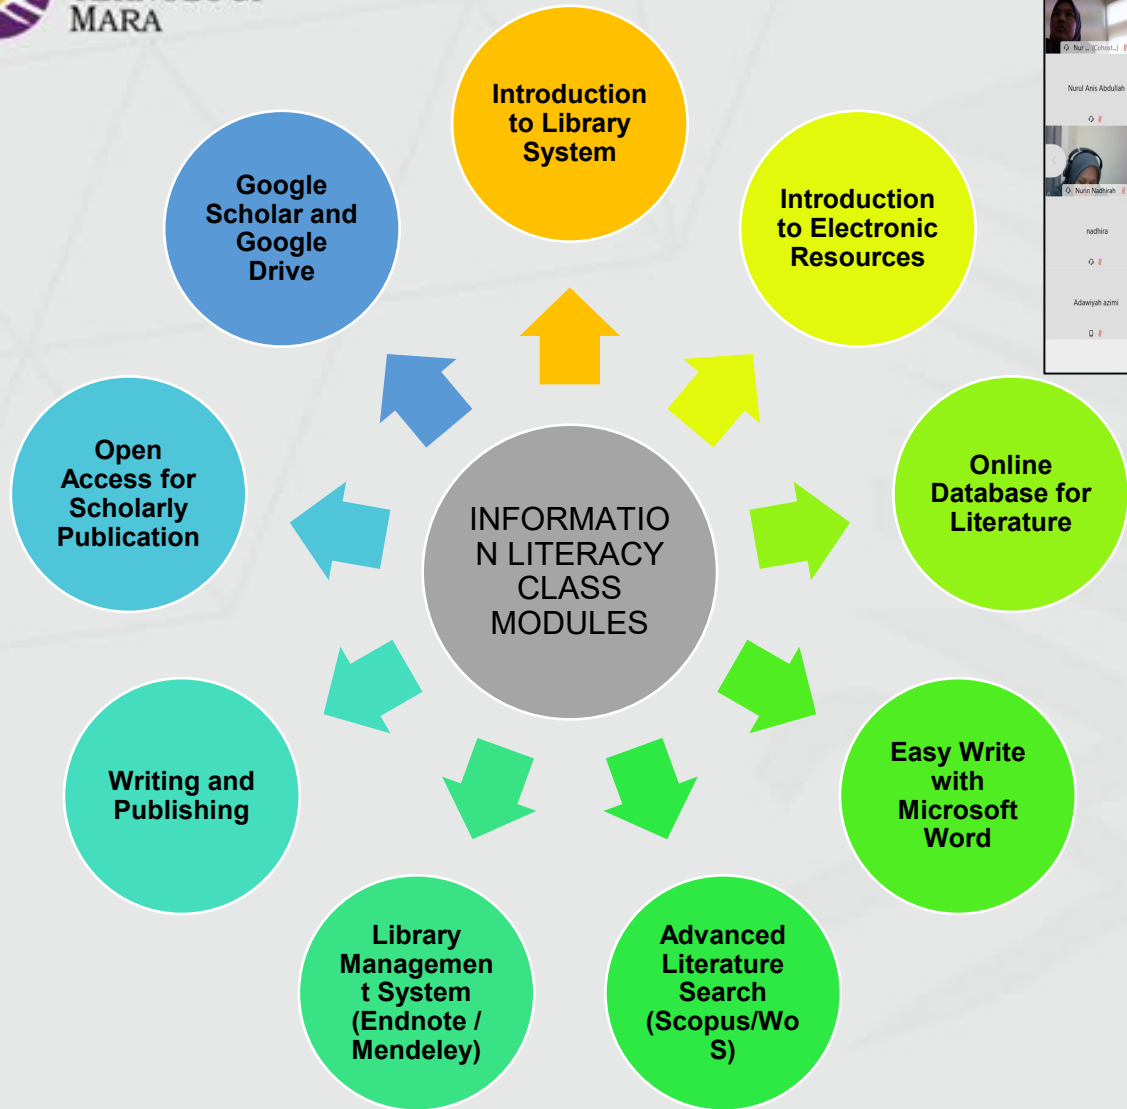 MARA
Introduction
to Library
System
Introduction
to Electronic
Resources
Online
Database for
Literature
Easy Write
with
Microsoft
Word
Advanced
Literature
Search
(Scopus/Wo
S)
Library
Managemen
t System
(Endnote /
Mendeley)
Writing and
Publishing
Open
Access for
Scholarly
Publication
Google
Scholar and
Google
Drive
INFORMATIO
N LITERACY
CLASS
MODULES
Nur ... (Cohost...)
Nurul Anis Abdullah
Nurin Nadhirah
nadhira
Adawiyah azimi